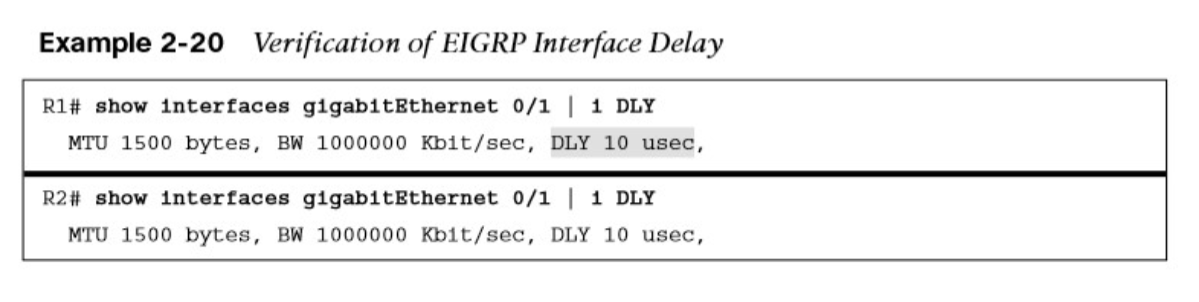 Example 2-20 Verification of EIGRP Interface Delay
R1# show interfaces gigabitEthernet 0/1 | i DLY
MTU 1500 bytes, BW 1000000 Kbit/sec, DLY 10 usec,
R2# show interfaces gigabitEthernet 0/1 | i DLY
MTU 1500 bytes, BW 1000000 Kbit/sec, DLY 10 usec,